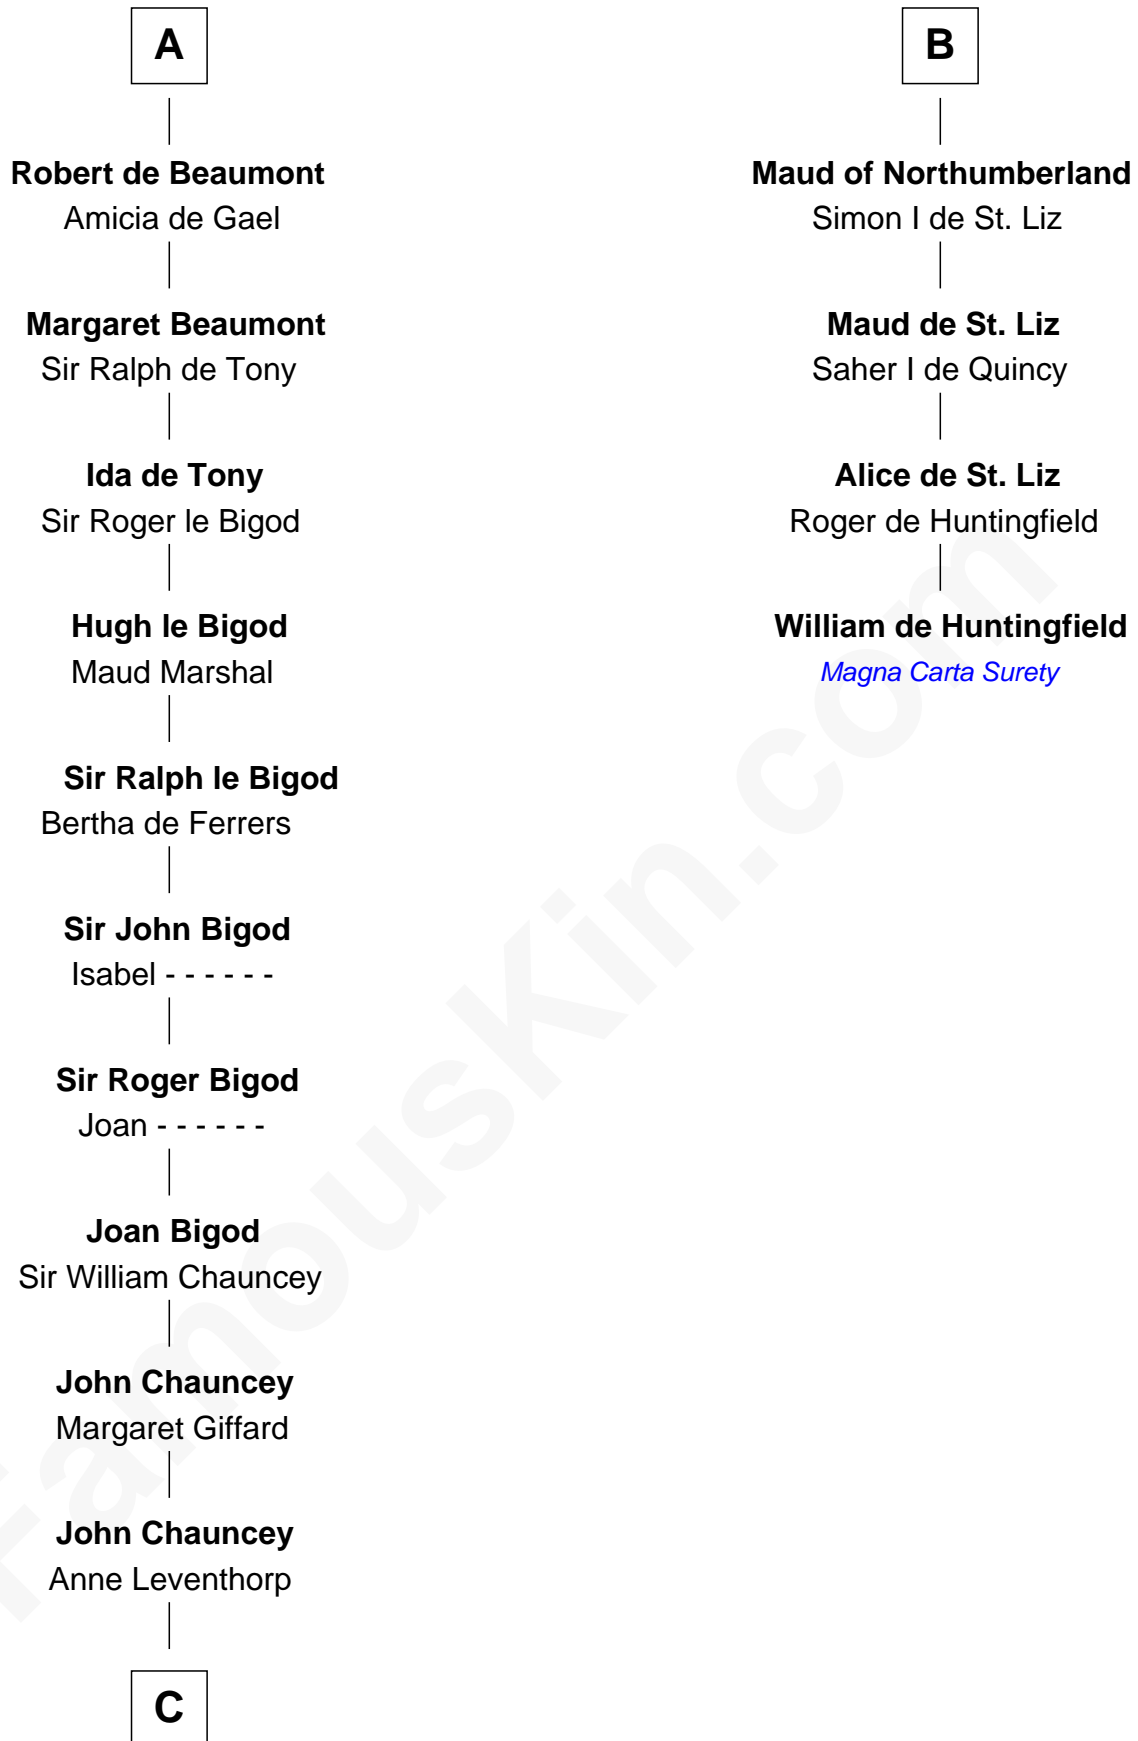 A
Robert de Beaumont
Amicia de Gael
Margaret Beaumont
Sir Ralph de Tony
Ida de Tony
Sir Roger le Bigod
Hugh le Bigod
Maud Marshal
Sir Ralph le Bigod
Bertha de Ferrers
Sir John Bigod
Isabel - - - - - -
Sir Roger Bigod
Joan - - - - - -
Joan Bigod
Sir William Chauncey
John Chauncey
Margaret Giffard
John Chauncey
Anne Leventhorp
C
B
Maud of Northumberland
Simon I de St. Liz
Maud de St. Liz
Saher I de Quincy
Alice de St. Liz
Roger de Huntingfield
William de Huntingfield
Magna Carta Surety
FamousKin.com